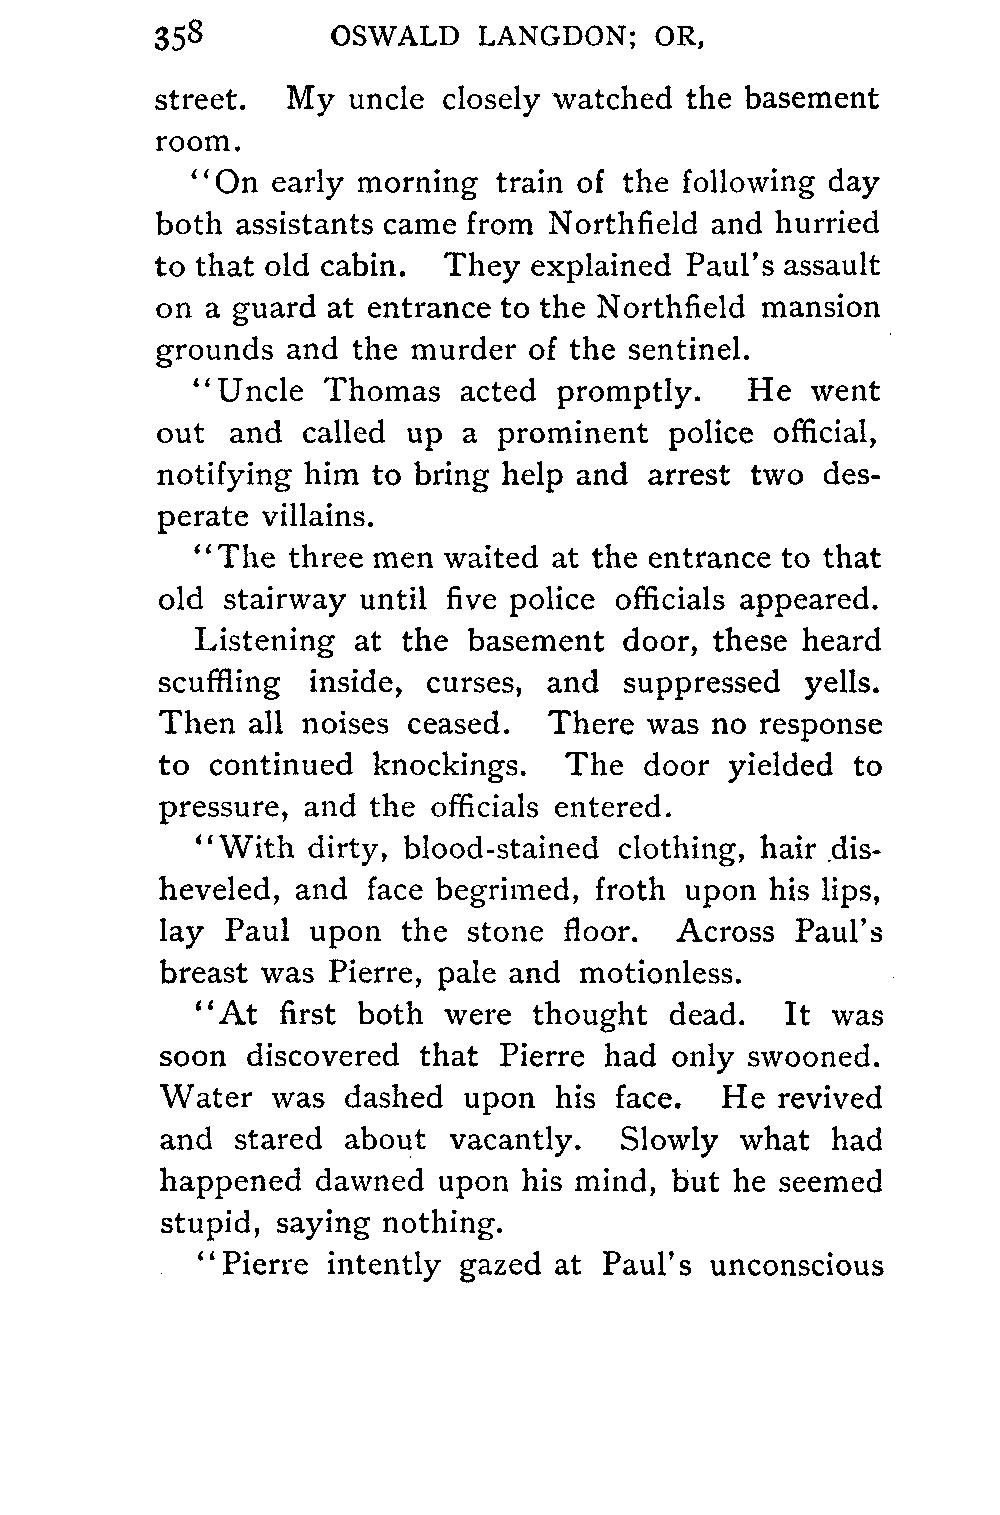 358 OSWALD LANGDON; OR,
street. My uncle closely watched the basement
room.
"On early morning train of the following day
both assistants came from Northfield and hurried
to that old cabin. They explained Paul's assault
on a guard at entrance to the Northfield mansion
grounds and the murder of the sentinel.
"Uncle Thomas acted promptly. He went
out and called up a prominent police official,
notifying him to bring help and arrest two des-
perate villains.
"The three men waited at the entrance to that
old stairway until five police officials appeared.
Listening at the basement door, these heard
scuffling inside, curses, and suppressed yells.
Then all noises ceased. There was no response
to continued knockings. The door yielded to
pressure, and the officials entered.
"With dirty, blood-stained clothing, hair dis-
heveled, and face begrimed, froth upon his lips,
lay Paul upon the stone floor. Across Paul's
breast was Pierre, pale and motionless.
"At first both were thought dead. It was
soon discovered that Pierre had only swooned.
Water was dashed upon his face. He revived
and stared about vacantly. Slowly what had
happened dawned upon his mind, but he seemed
stupid, saying nothing.
"Pierre intently gazed at Paul's unconscious